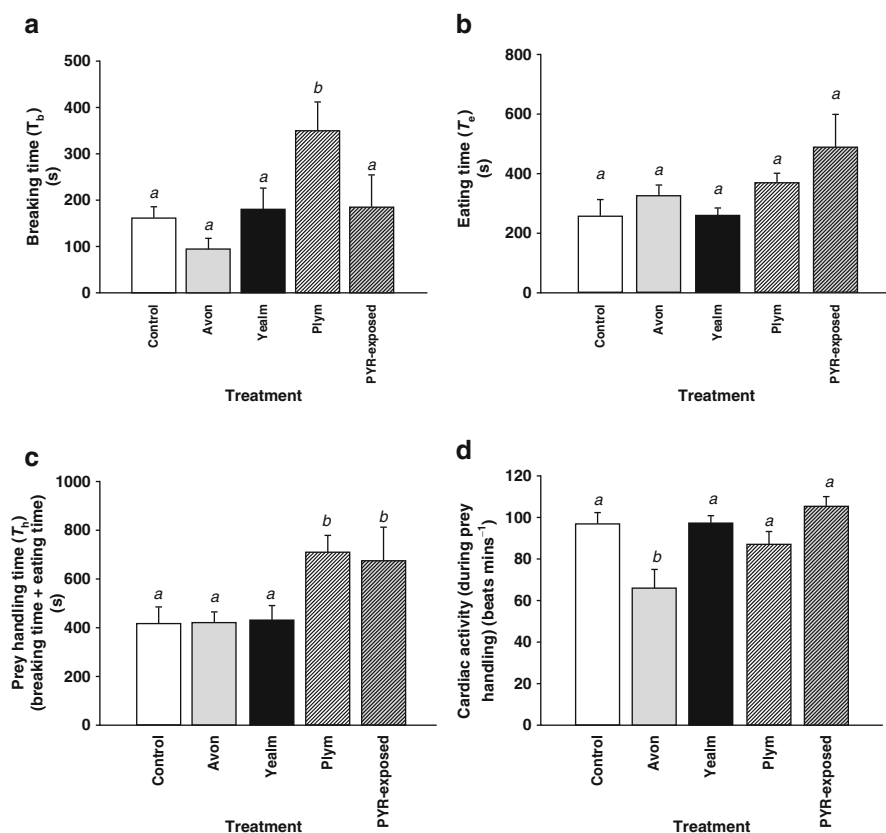 a
Breaking time (T_b)
(s)
500
400
300
200
100
0
a
a
a
b
a
Control
Avon
Yealm
Plym
PYR-exposed
Treatment
b
Eating time (T_e)
(s)
800
600
400
200
0
a
a
a
a
a
Control
Avon
Yealm
Plym
PYR-exposed
Treatment
c
Prey handling time (T_h)
(breaking time + eating time)
(s)
1000
800
600
400
200
0
a
a
a
b
b
Control
Avon
Yealm
Plym
PYR-exposed
Treatment
d
Cardiac activity (during prey
handling) (beats mins⁻¹)
120
100
80
60
40
20
0
a
b
a
a
a
Control
Avon
Yealm
Plym
PYR-exposed
Treatment